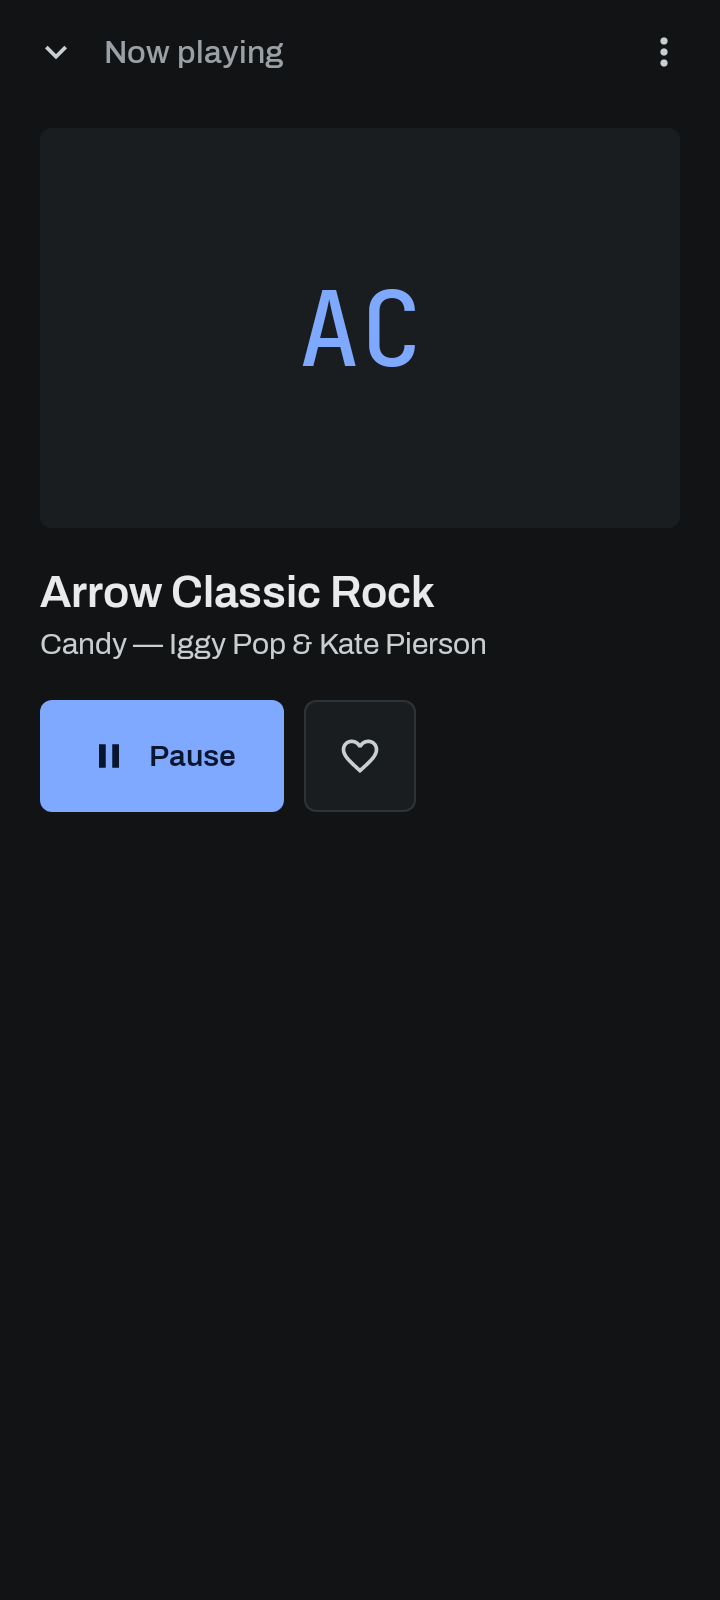 Now playing
AC
Arrow Classic Rock
Candy — Iggy Pop & Kate Pierson
Pause